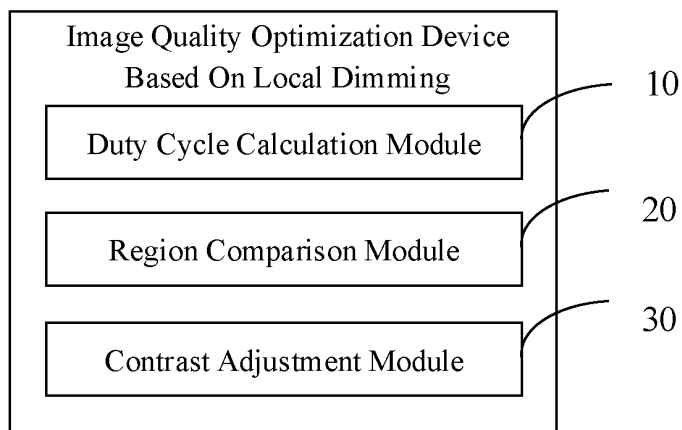 Image Quality Optimization Device
Based On Local Dimming
10
Duty Cycle Calculation Module
20
Region Comparison Module
30
Contrast Adjustment Module